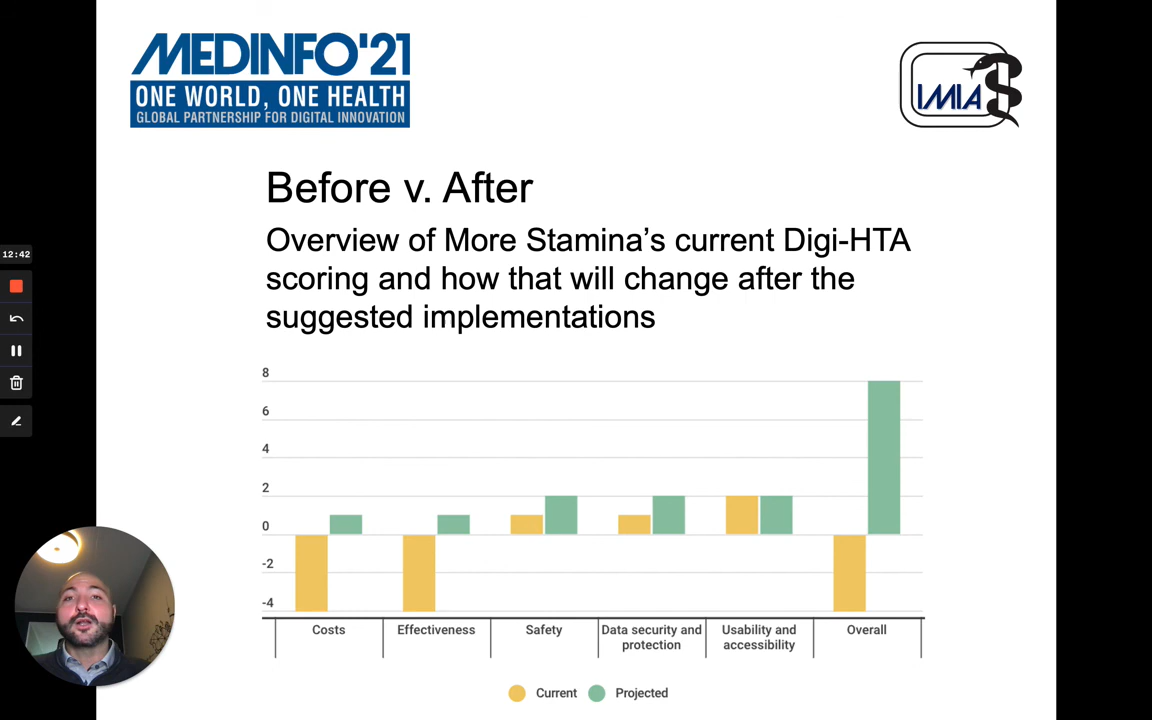 MEDINFO'21
ONE WORLD, ONE HEALTH
GLOBAL PARTNERSHIP FOR DIGITAL INNOVATION
IMIA
Before v. After
Overview of More Stamina’s current Digi-HTA
scoring and how that will change after the
suggested implementations
12:42
8
6
4
2
0
-2
-4
Costs
Effectiveness
Safety
Data security and
protection
Usability and
accessibility
Overall
Current
Projected